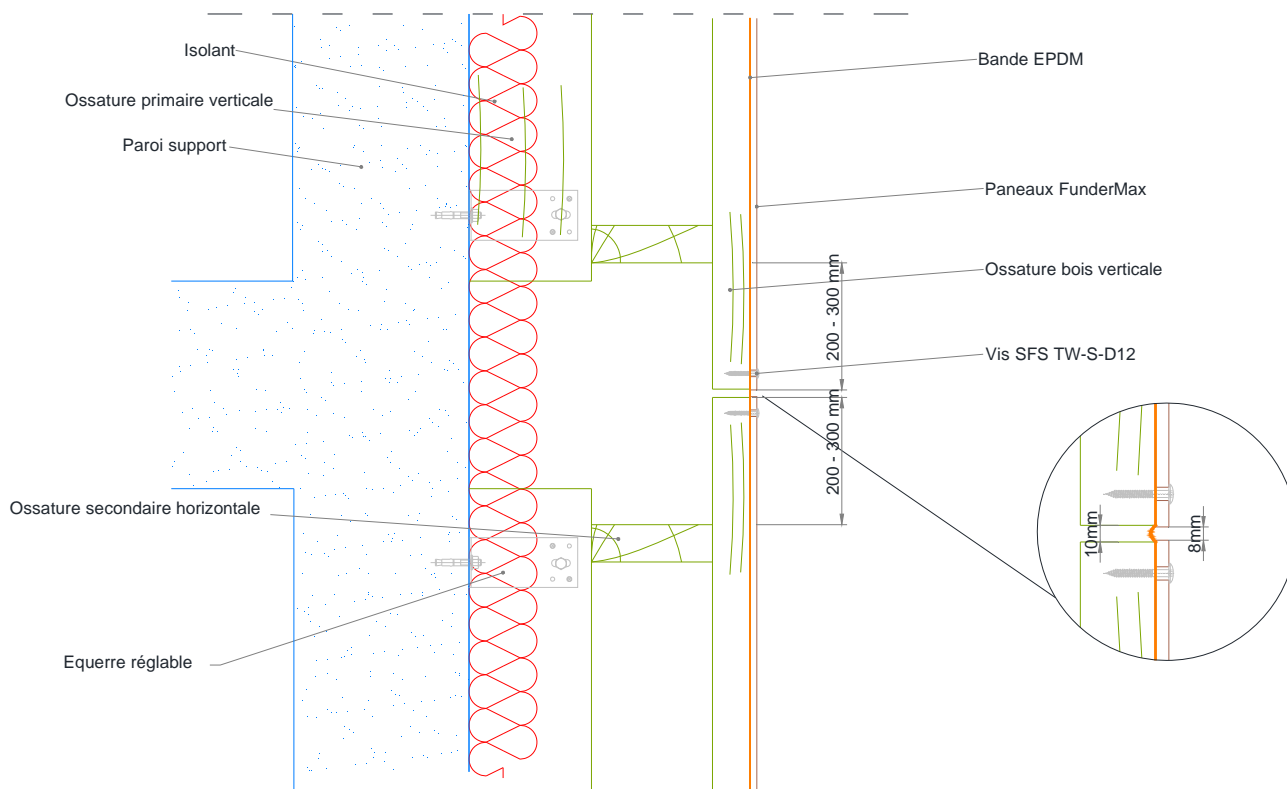 Isolant
Ossature primaire verticale
Paroi support
Bande EPDM
Paneaux FunderMax
Ossature bois verticale
200 - 300 mm
Vis SFS TW-S-D12
200 - 300 mm
Ossature secondaire horizontale
10mm
8mm
Equerre réglable